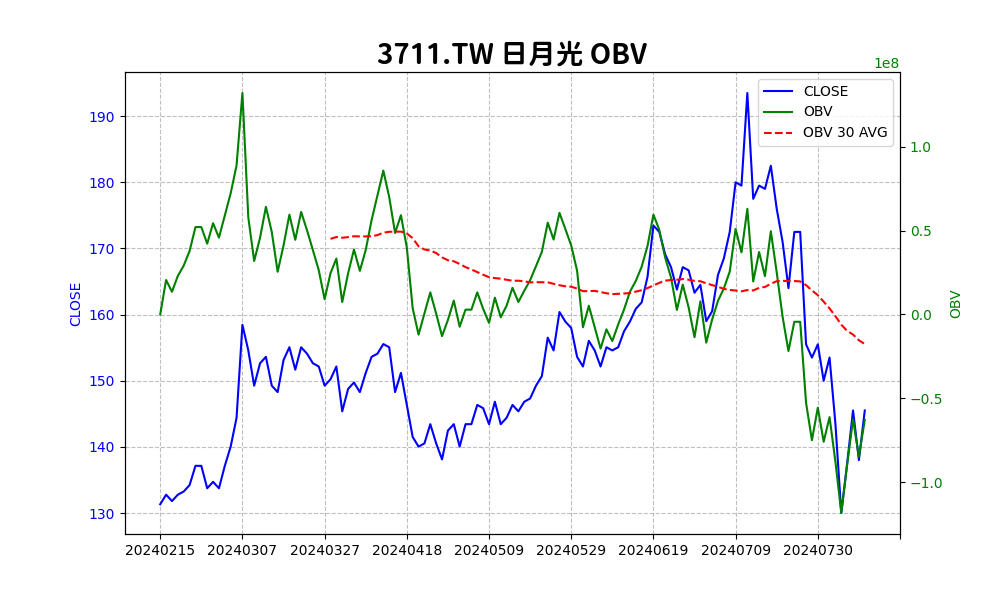 3711.TW 日月光 OBV
1e8
CLOSE
OBV
OBV 30 AVG
190
180
170
160
150
140
130
CLOSE
1.0
0.5
0.0
−0.5
−1.0
OBV
20240215 20240307 20240327 20240418 20240509 20240529 20240619 20240709 20240730